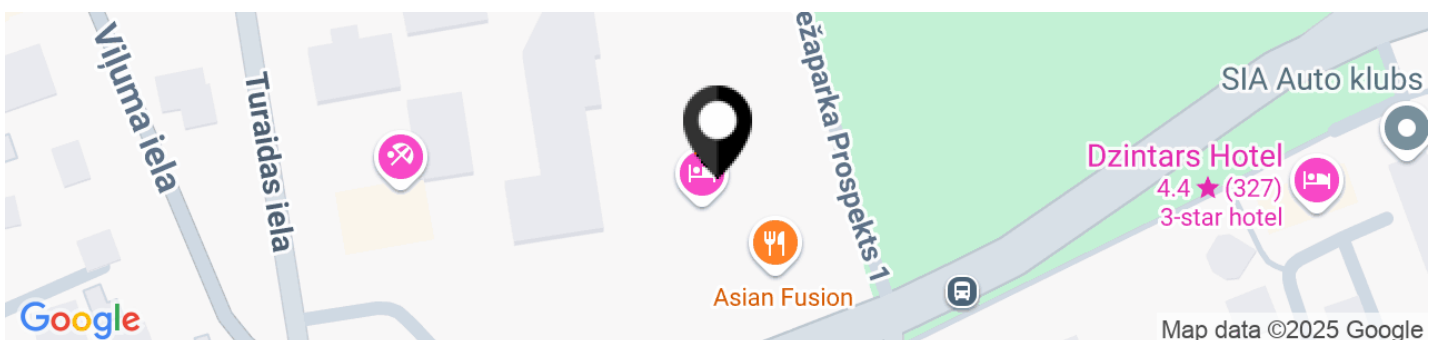 Viļuma iela
Turaidas iela
ežaparka Prospekts 1
SIA Auto klubs
Dzintars Hotel
4.4 ★ (327)
3-star hotel
Asian Fusion
Google
Map data ©2025 Google